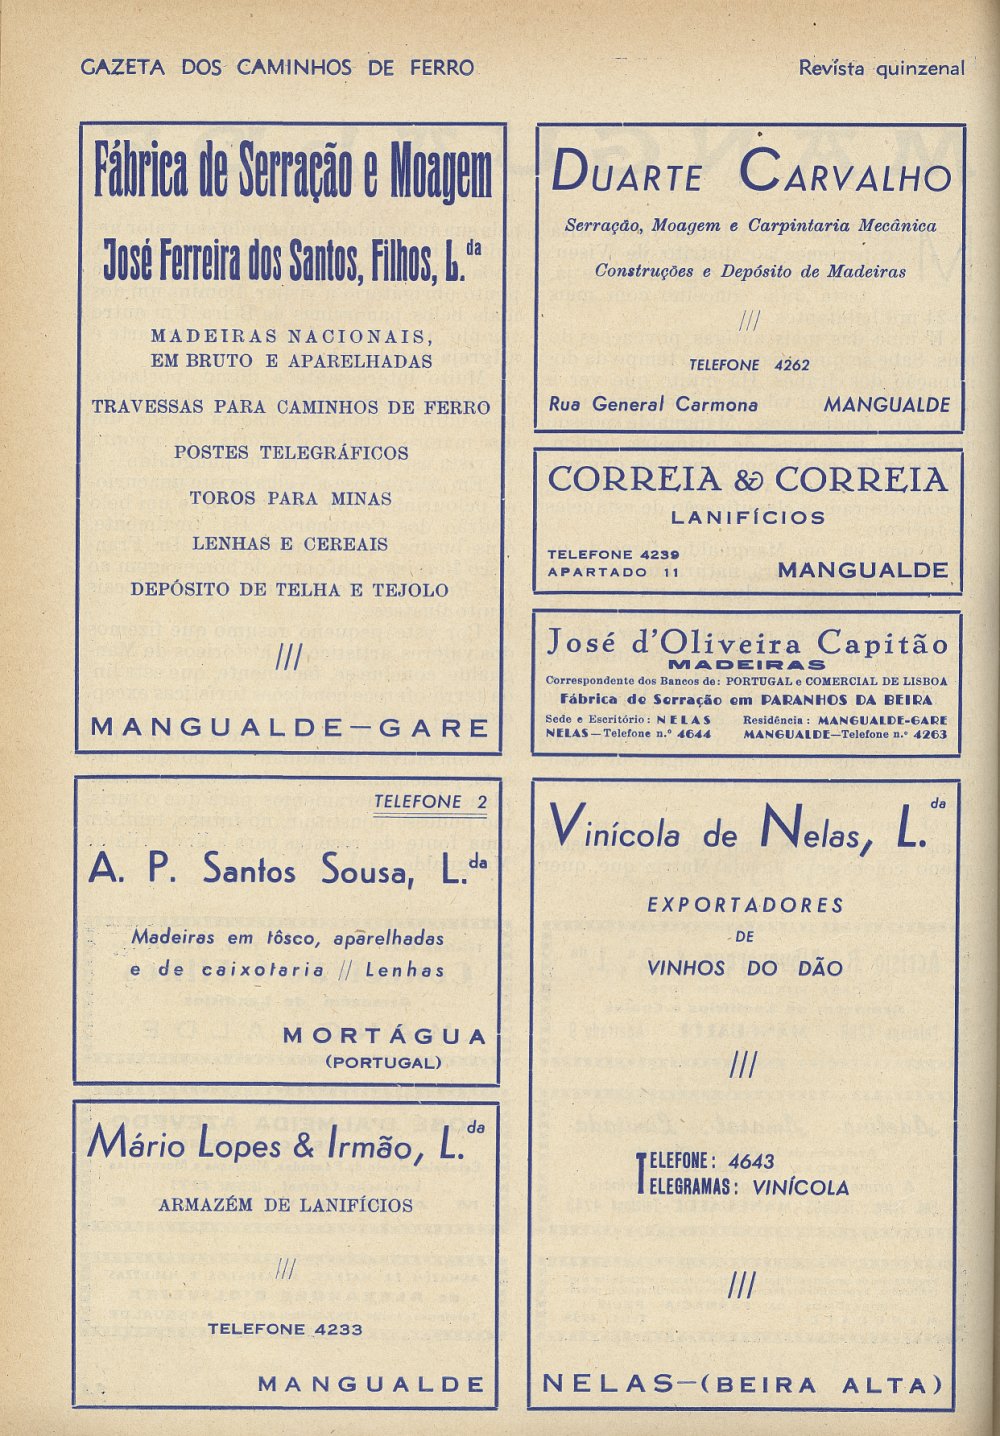 GAZETA DOS CAMINHOS DE FERRO
Revista quinzenal
Fábrica de Serração e Moagem
José Ferreira dos Santos, Filhos, L.da
MADEIRAS NACIONAIS,
EM BRUTO E APARELHADAS
TRAVESSAS PARA CAMINHOS DE FERRO
POSTES TELEGRÁFICOS
TOROS PARA MINAS
LENHAS E CEREAIS
DEPÓSITO DE TELHA E TEJOLO
///
MANGUALDE—GARE
DUARTE CARVALHO
Serração, Moagem e Carpintaria Mecânica
Construções e Depósito de Madeiras
///
TELEFONE 4262
Rua General Carmona MANGUALDE
CORREIA & CORREIA
LANIFÍCIOS
TELEFONE 4239
APARTADO 11 MANGUALDE
José d'Oliveira Capitão
MADEIRAS
Correspondente dos Bancos de: PORTUGAL e COMERCIAL DE LISBOA
Fábrica de Serração em PARANHOS DA BEIRA
Sede e Escritório: NELAS Residência: MANGUALDE-GARE
NELAS—Telefone n.º 4644 MANGUALDE—Telefone n.º 4263
TELEFONE 2
A. P. Santos Sousa, L.da
Madeiras em tôsco, aparelhadas
e de caixotaria // Lenhas
MORTÁGUA
(PORTUGAL)
Mário Lopes & Irmão, L.da
ARMAZÉM DE LANIFÍCIOS
///
TELEFONE 4233
MANGUALDE
Vinícola de Nelas, L.da
EXPORTADORES
DE
VINHOS DO DÃO
///
TELEFONE: 4643
TELEGRAMAS: VINÍCOLA
///
NELAS—(BEIRA ALTA)